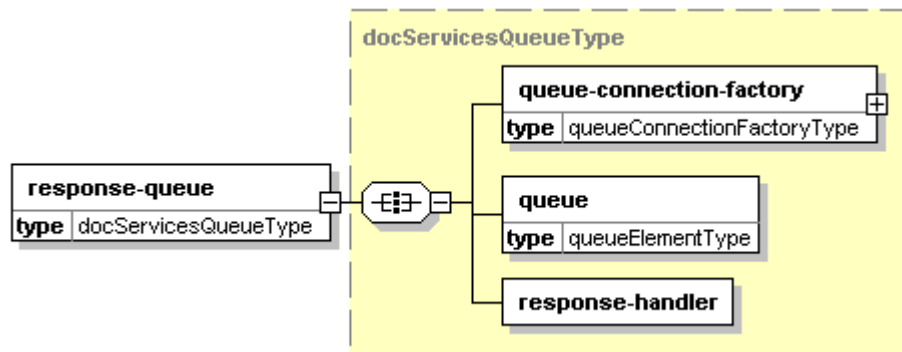 docServicesQueueType
queue-connection-factory
type queueConnectionFactoryType
response-queue
type docServicesQueueType
queue
type queueElementType
response-handler